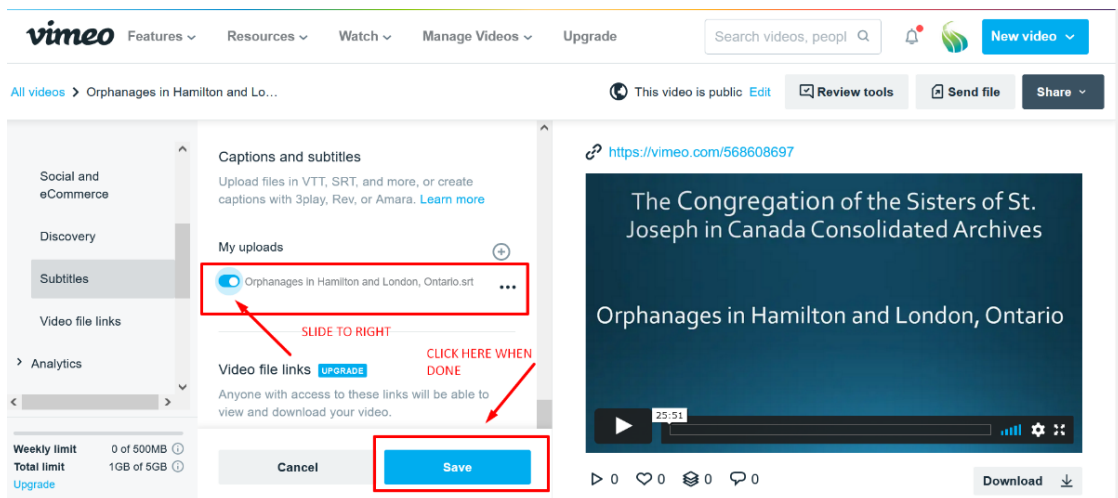 vimeo Features Resources Watch Manage Videos Upgrade Search videos, peopl New video
All videos > Orphanages in Hamilton and Lo... This video is public Edit Review tools Send file Share
Social and
eCommerce
Discovery
Subtitles
Video file links
> Analytics
Weekly limit 0 of 500MB
Total limit 1GB of 5GB
Upgrade
Captions and subtitles
Upload files in VTT, SRT, and more, or create
captions with 3play, Rev, or Amara. Learn more
My uploads
Orphanages in Hamilton and London, Ontario.srt
SLIDE TO RIGHT
CLICK HERE WHEN
DONE
Video file links UPGRADE
Anyone with access to these links will be able to
view and download your video.
Cancel Save
https://vimeo.com/568608697
The Congregation of the Sisters of St.
Joseph in Canada Consolidated Archives
Orphanages in Hamilton and London, Ontario
25:51
0 0 0 0 Download